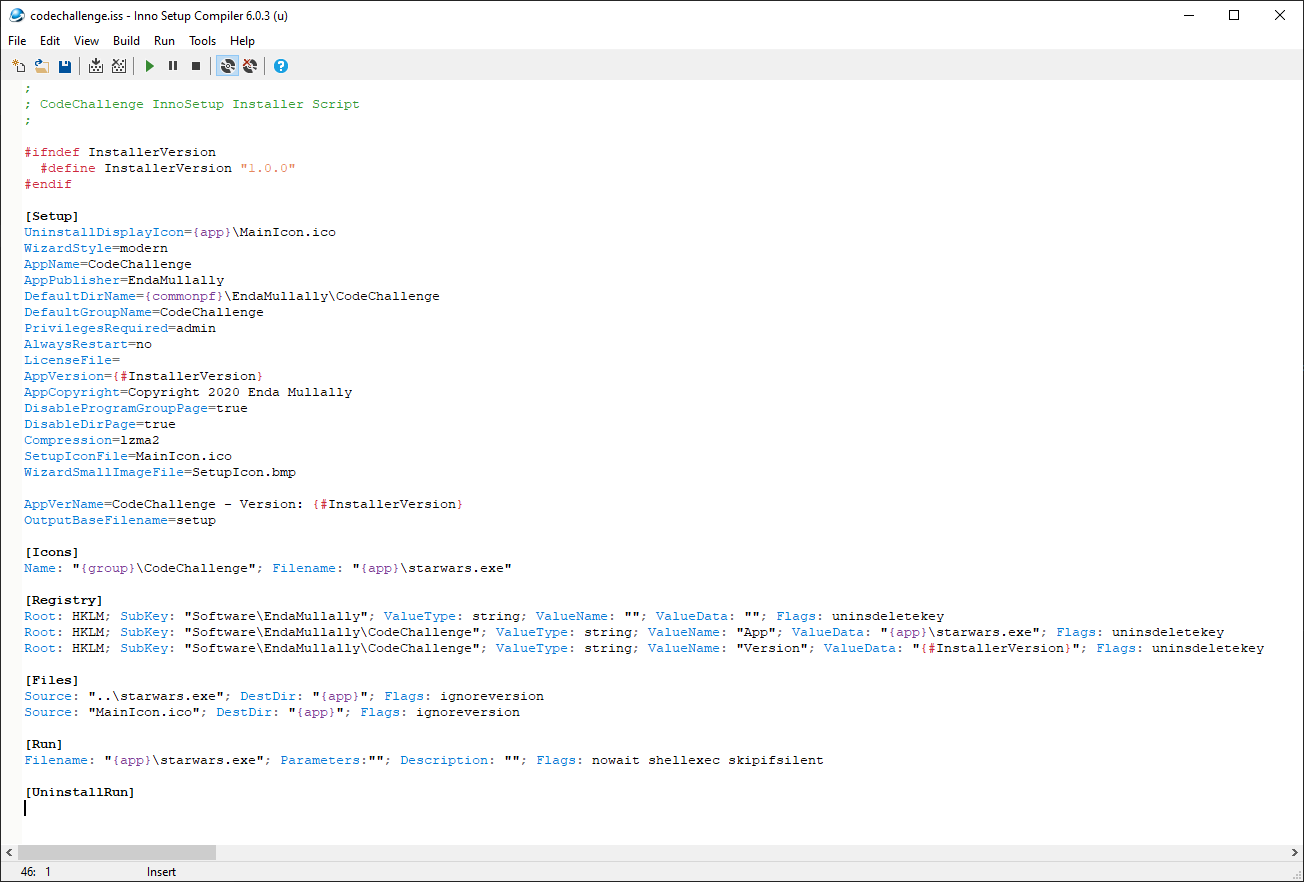 codechallenge.iss - Inno Setup Compiler 6.0.3 (u)
File Edit View Build Run Tools Help
;
; CodeChallenge InnoSetup Installer Script
;
#ifndef InstallerVersion
#define InstallerVersion "1.0.0"
#endif
[Setup]
UninstallDisplayIcon={app}\MainIcon.ico
WizardStyle=modern
AppName=CodeChallenge
AppPublisher=EndaMullally
DefaultDirName={commonpf}\EndaMullally\CodeChallenge
DefaultGroupName=CodeChallenge
PrivilegesRequired=admin
AlwaysRestart=no
LicenseFile=
AppVersion={#InstallerVersion}
AppCopyright=Copyright 2020 Enda Mullally
DisableProgramGroupPage=true
DisableDirPage=true
Compression=lzma2
SetupIconFile=MainIcon.ico
WizardSmallImageFile=SetupIcon.bmp
AppVerName=CodeChallenge - Version: {#InstallerVersion}
OutputBaseFilename=setup
[Icons]
Name: "{group}\CodeChallenge"; Filename: "{app}\starwars.exe"
[Registry]
Root: HKLM; SubKey: "Software\EndaMullally"; ValueType: string; ValueName: ""; ValueData: ""; Flags: uninsdeletekey
Root: HKLM; SubKey: "Software\EndaMullally\CodeChallenge"; ValueType: string; ValueName: "App"; ValueData: "{app}\starwars.exe"; Flags: uninsdeletekey
Root: HKLM; SubKey: "Software\EndaMullally\CodeChallenge"; ValueType: string; ValueName: "Version"; ValueData: "{#InstallerVersion}"; Flags: uninsdeletekey
[Files]
Source: "..\starwars.exe"; DestDir: "{app}"; Flags: ignoreversion
Source: "MainIcon.ico"; DestDir: "{app}"; Flags: ignoreversion
[Run]
Filename: "{app}\starwars.exe"; Parameters:""; Description: ""; Flags: nowait shellexec skipifsilent
[UninstallRun]
46: 1 Insert